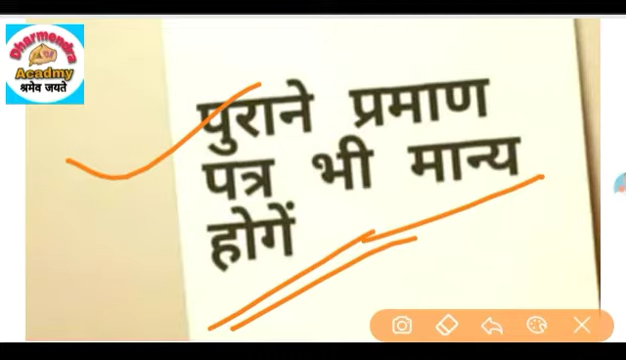 Dharmendra
Acadmy
श्रमेव जयते
पुराने प्रमाण
पत्र भी मान्य
होगें